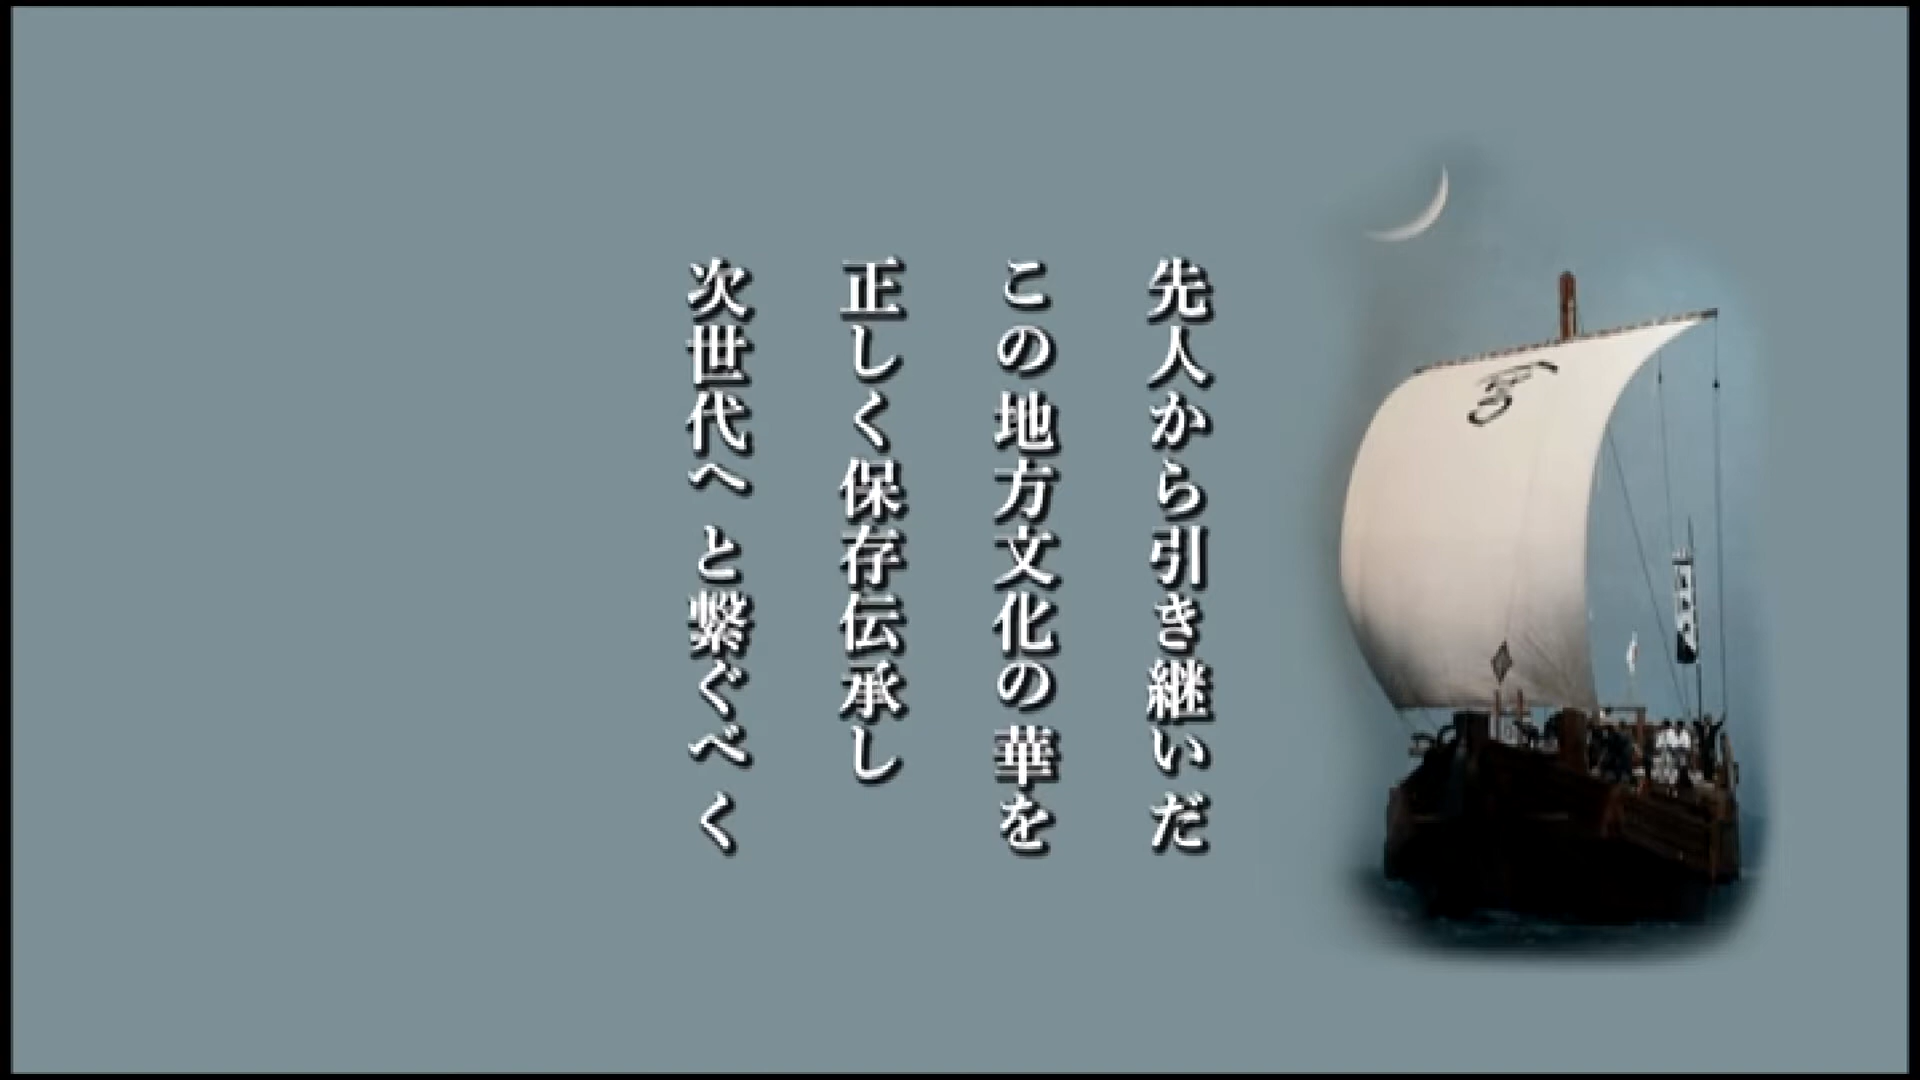 先人から引き継いだ
この地方文化の華を
正しく保存伝承し
次世代へと繋ぐべく